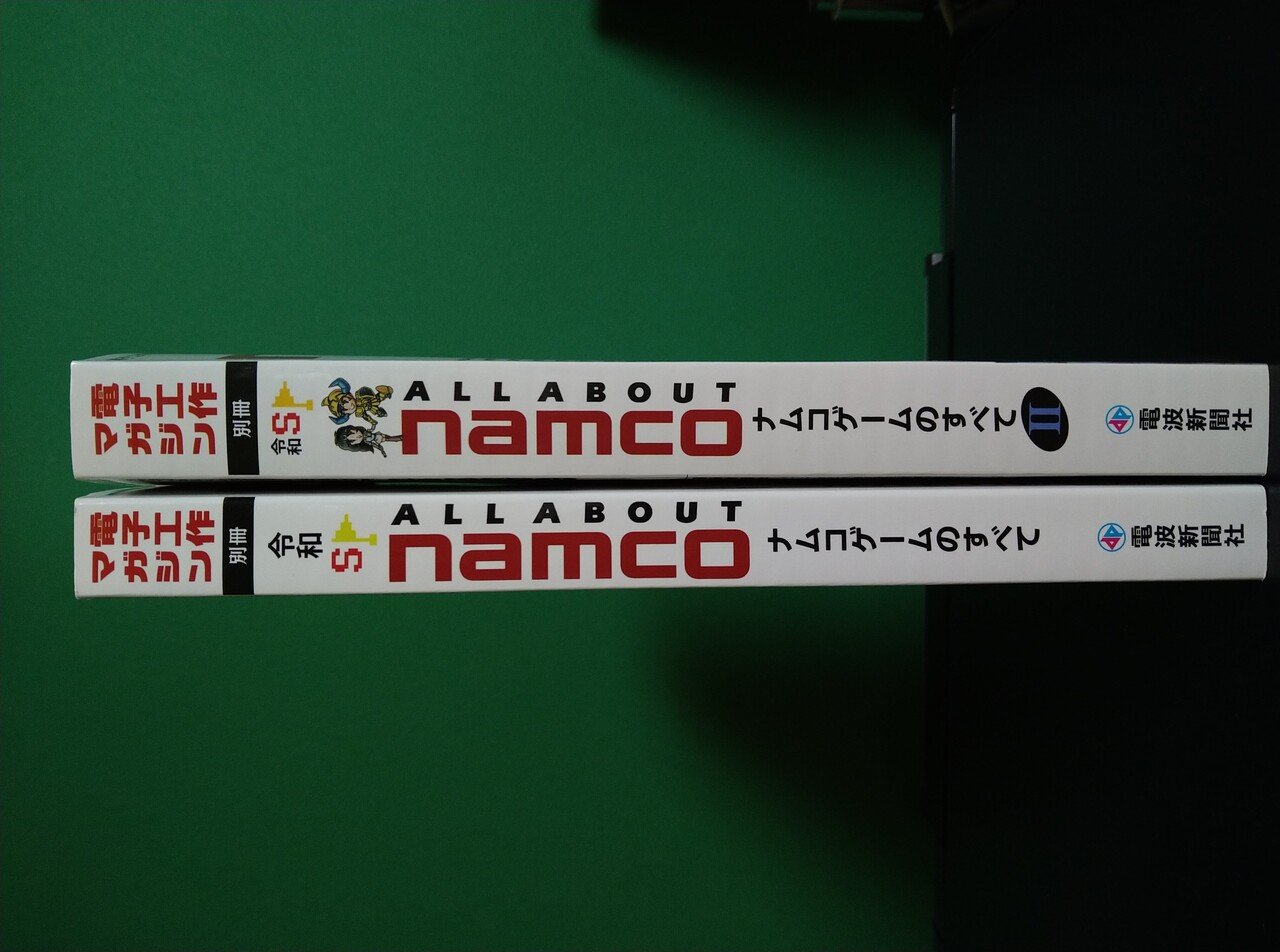 電子工作
マガジン
別冊
令和
SP
ALL ABOUT
namco
ナムコゲームのすべて
II
電波新聞社
電子工作
マガジン
別冊
令和
SP
ALL ABOUT
namco
ナムコゲームのすべて
電波新聞社